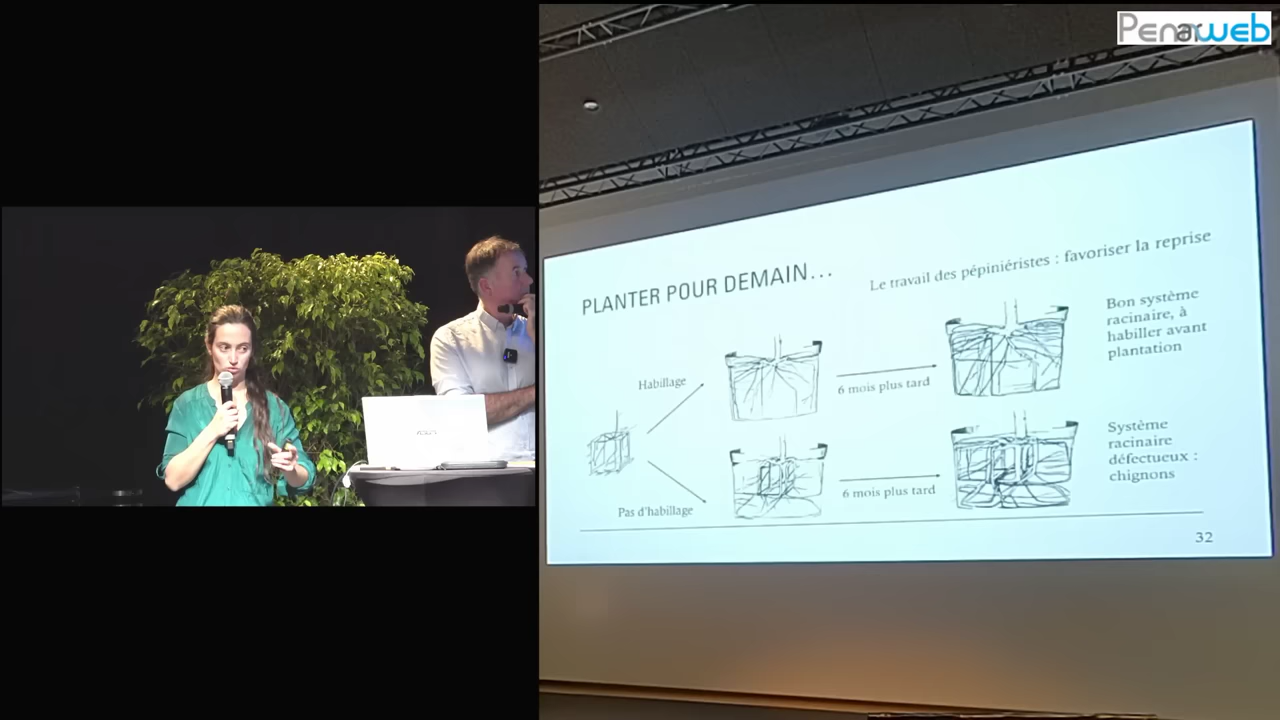 Penarweb
PLANTER POUR DEMAIN...
Le travail des pépiniéristes : favoriser la reprise
Habillage
6 mois plus tard
Bon système
racinaire, à
habiller avant
plantation
Pas d'habillage
6 mois plus tard
Système
racinaire
défectueux :
chignons
32
ASUS